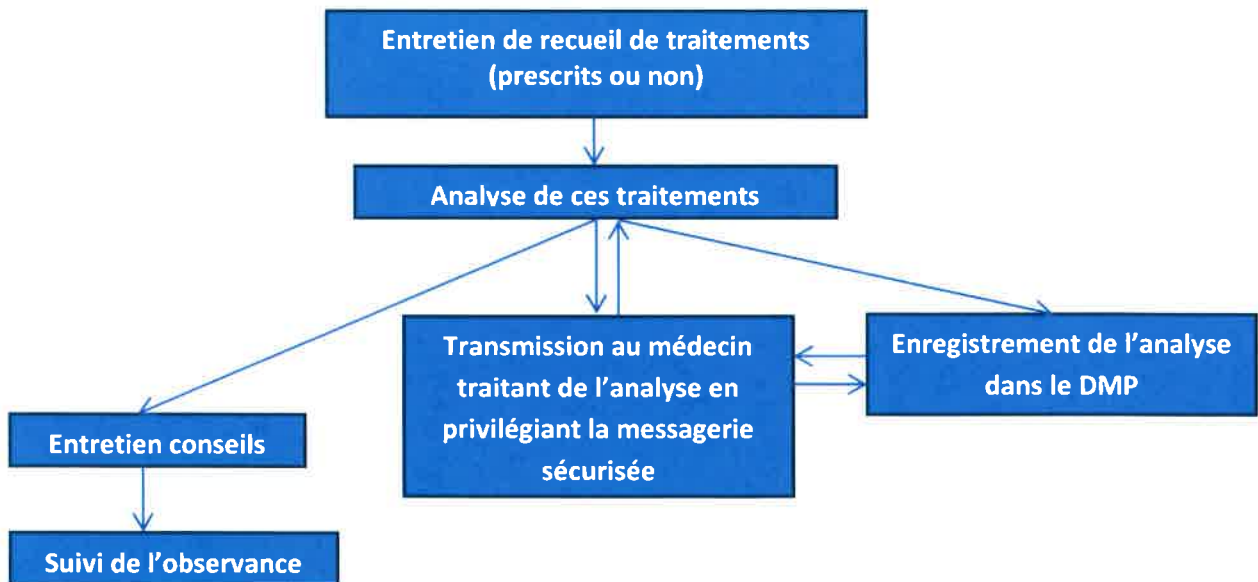 Entretien de recueil de traitements
(prescrits ou non)
Analyse de ces traitements
Transmission au médecin
traitant de l'analyse en
privilégiant la messagerie
sécurisée
Enregistrement de l'analyse
dans le DMP
Entretien conseils
Suivi de l'observance